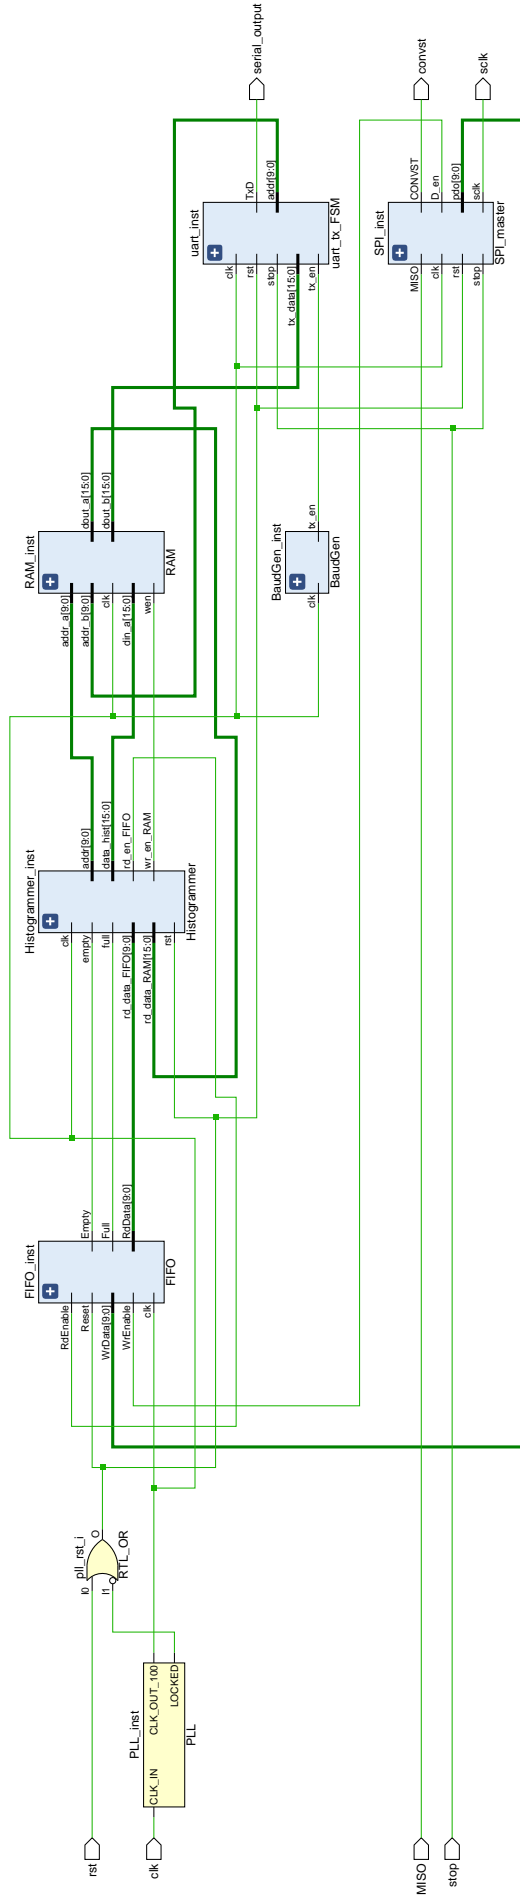 rst
clk
MISO
stop
PLL_inst
CLK_IN
CLK_OUT_100
LOCKED
PLL
pll_rst_i
I0
I1
O
RTL_OR
FIFO_inst
RdEnable
Reset
WrData[9:0]
WrEnable
clk
Empty
Full
RdData[9:0]
FIFO
Histogrammer_inst
clk
empty
full
rd_data_FIFO[9:0]
rd_data_RAM[15:0]
rst
addr[9:0]
data_hist[15:0]
rd_en_FIFO
wr_en_RAM
Histogrammer
RAM_inst
addr_a[9:0]
addr_b[9:0]
clk
din_a[15:0]
wen
dout_a[15:0]
dout_b[15:0]
RAM
BaudGen_inst
clk
tx_en
BaudGen
uart_inst
clk
rst
stop
tx_data[15:0]
tx_en
TxD
addr[9:0]
uart_tx_FSM
SPI_inst
MISO
clk
rst
stop
CONVST
D_en
pdo[9:0]
sclk
SPI_master
serial_output
convst
sclk